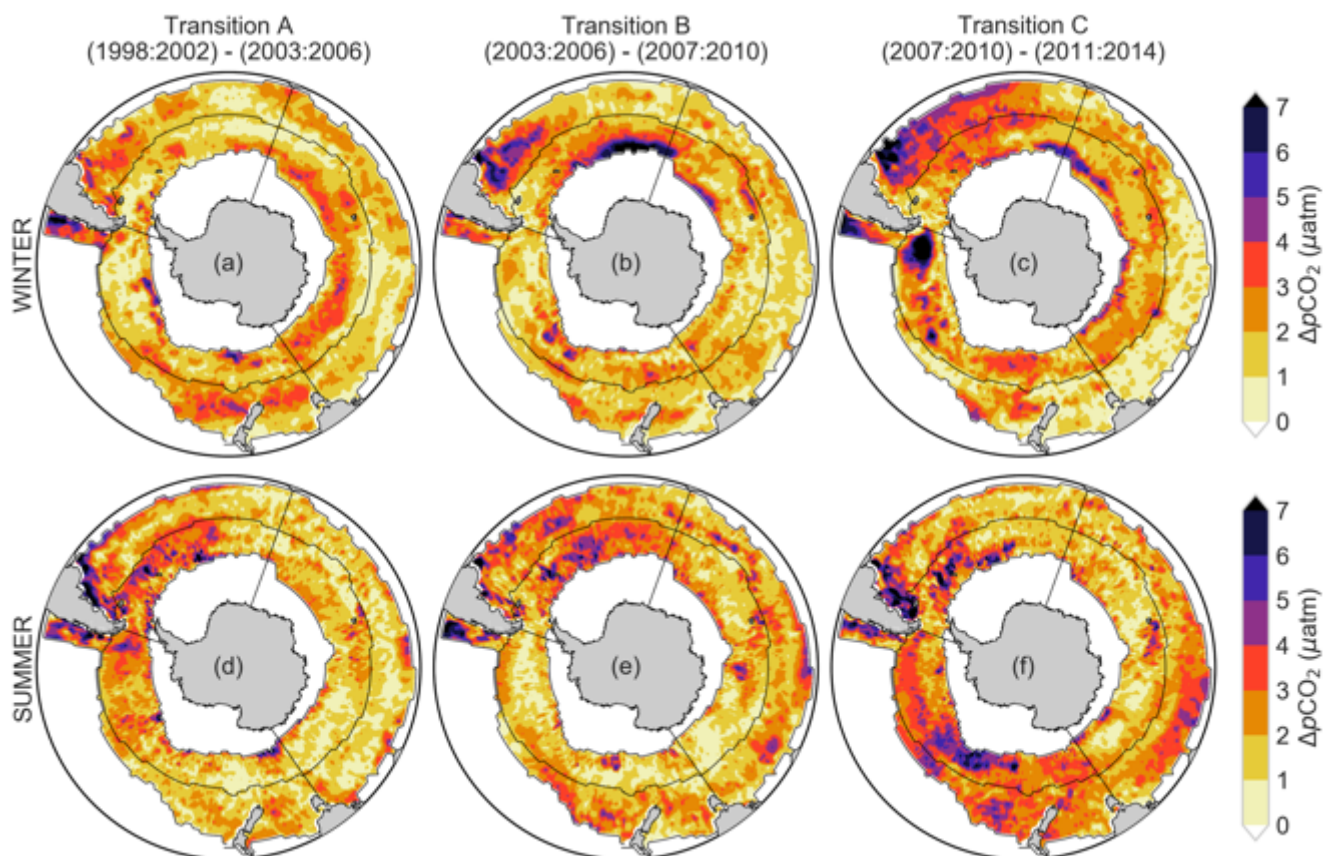 Transition A
(1998:2002) - (2003:2006)
Transition B
(2003:2006) - (2007:2010)
Transition C
(2007:2010) - (2011:2014)
WINTER
(a)
(b)
(c)
7
6
5
4
3
2
1
0
ΔpCO₂ (μatm)
SUMMER
(d)
(e)
(f)
7
6
5
4
3
2
1
0
ΔpCO₂ (μatm)